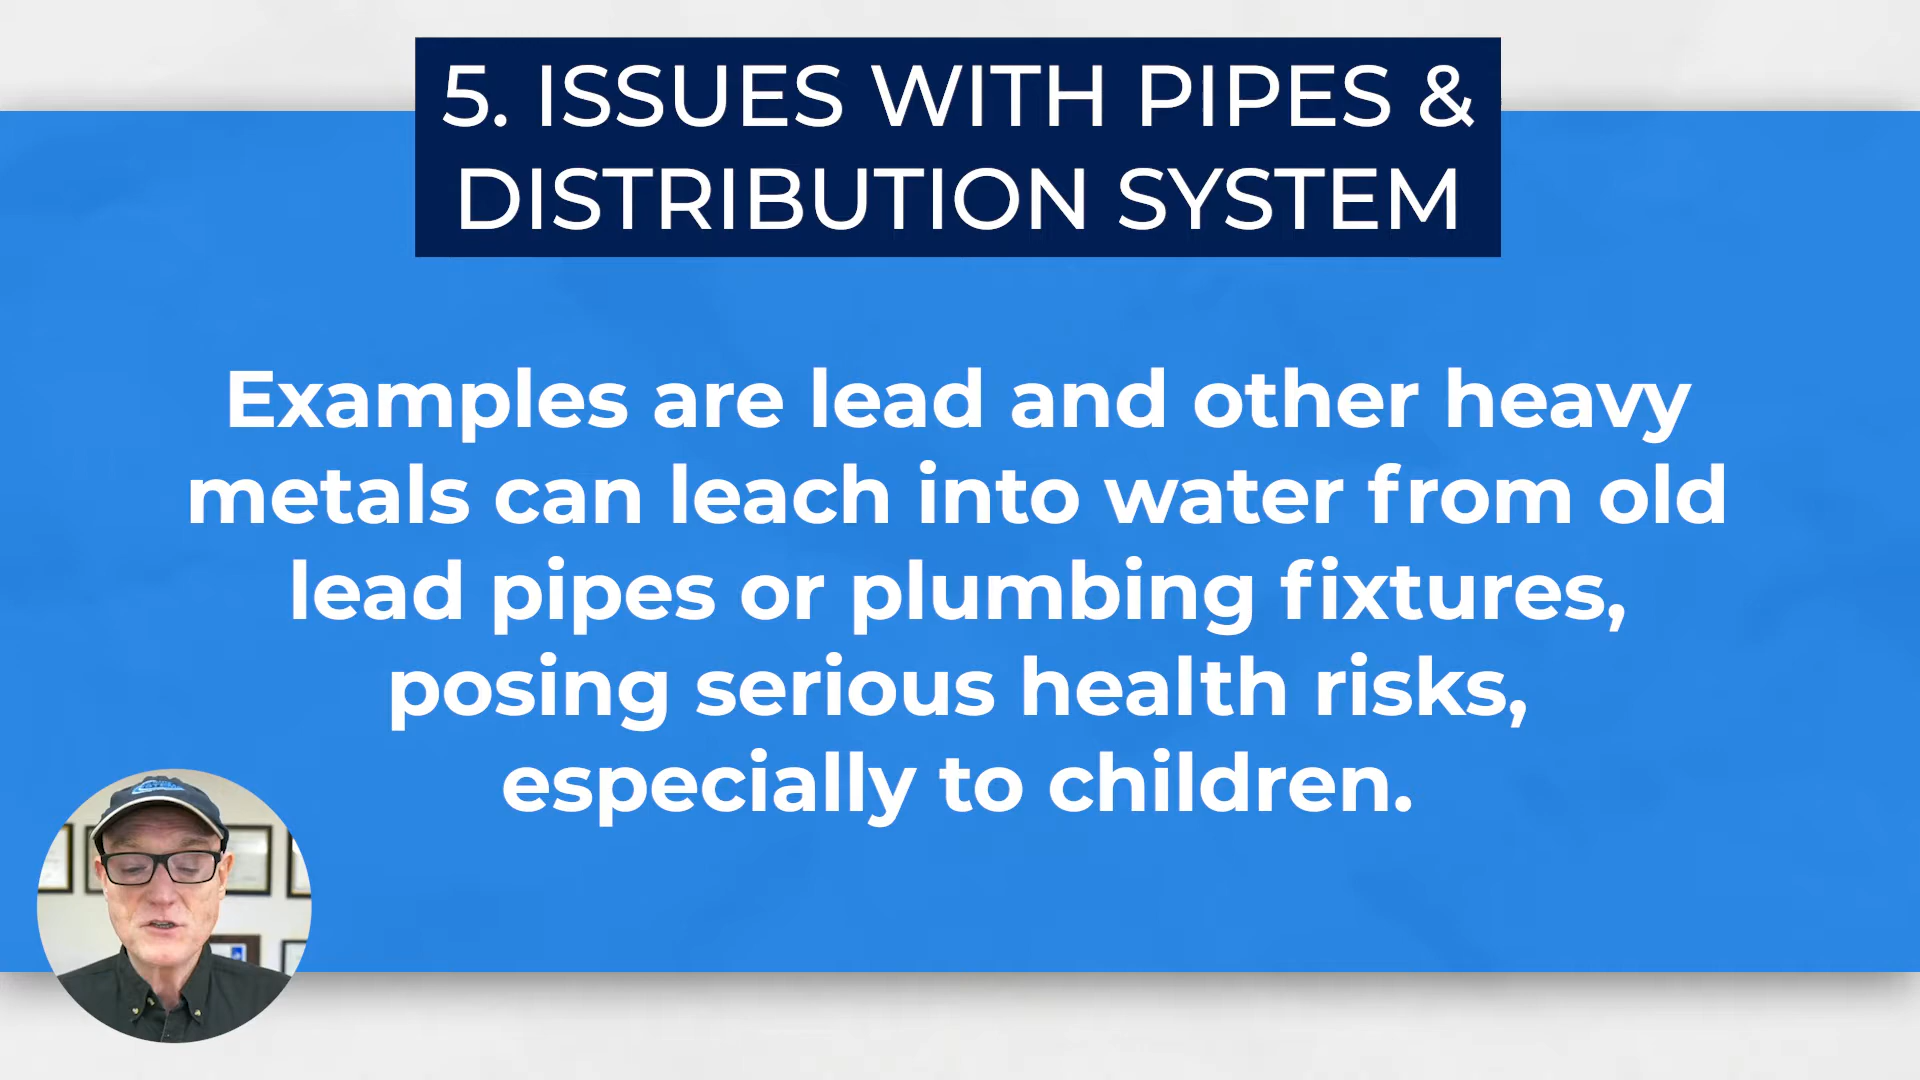 5. ISSUES WITH PIPES &
DISTRIBUTION SYSTEM
Examples are lead and other heavy
metals can leach into water from old
lead pipes or plumbing fixtures,
posing serious health risks,
especially to children.